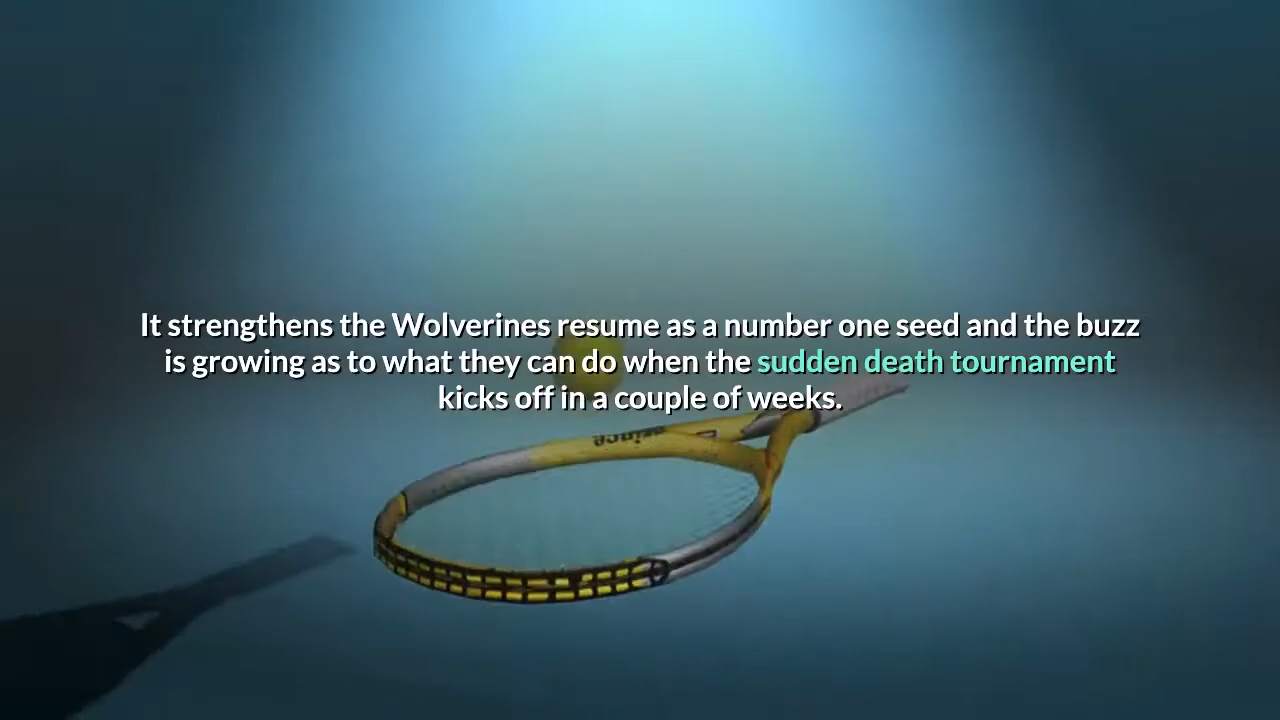 It strengthens the Wolverines resume as a number one seed and the buzz
is growing as to what they can do when the sudden death tournament
kicks off in a couple of weeks.
prince